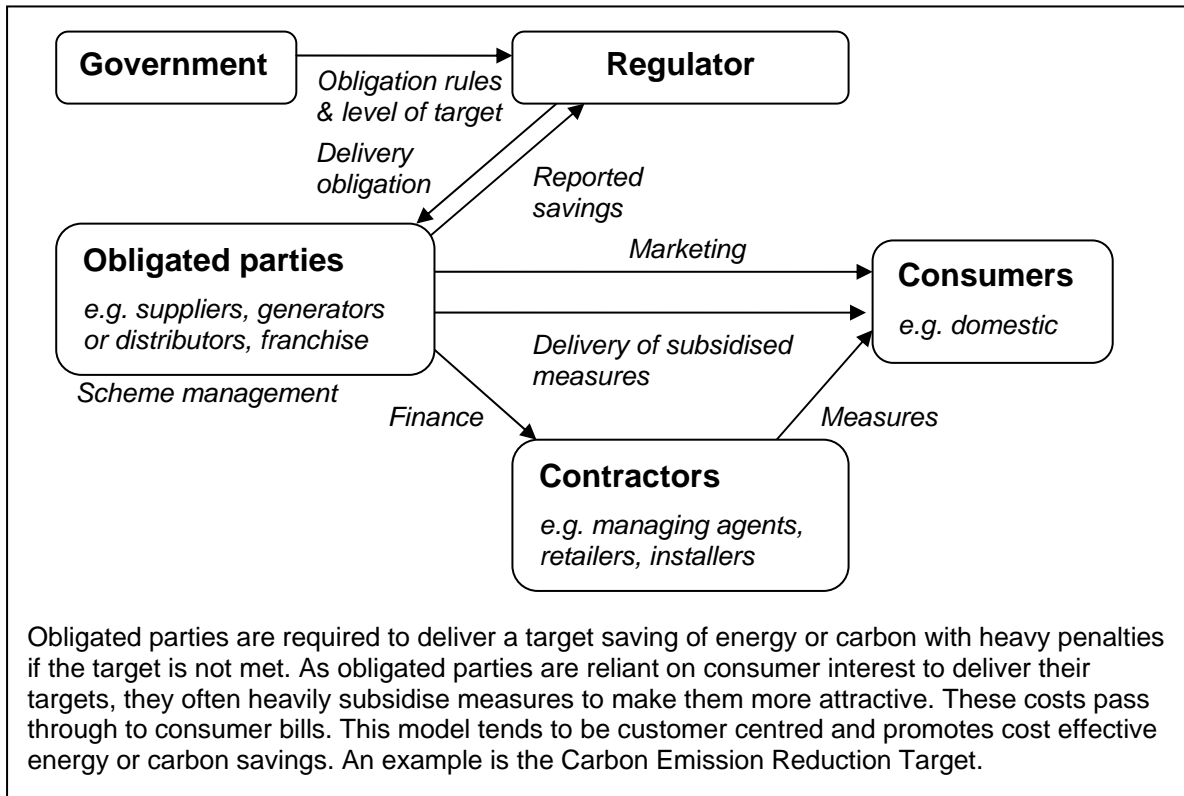 Government
Regulator
Obligation rules
& level of target
Delivery
obligation
Reported
savings
Obligated parties
e.g. suppliers, generators
or distributors, franchise
Scheme management
Marketing
Consumers
e.g. domestic
Delivery of subsidised
measures
Finance
Measures
Contractors
e.g. managing agents,
retailers, installers
Obligated parties are required to deliver a target saving of energy or carbon with heavy penalties
if the target is not met. As obligated parties are reliant on consumer interest to deliver their
targets, they often heavily subsidise measures to make them more attractive. These costs pass
through to consumer bills. This model tends to be customer centred and promotes cost effective
energy or carbon savings. An example is the Carbon Emission Reduction Target.